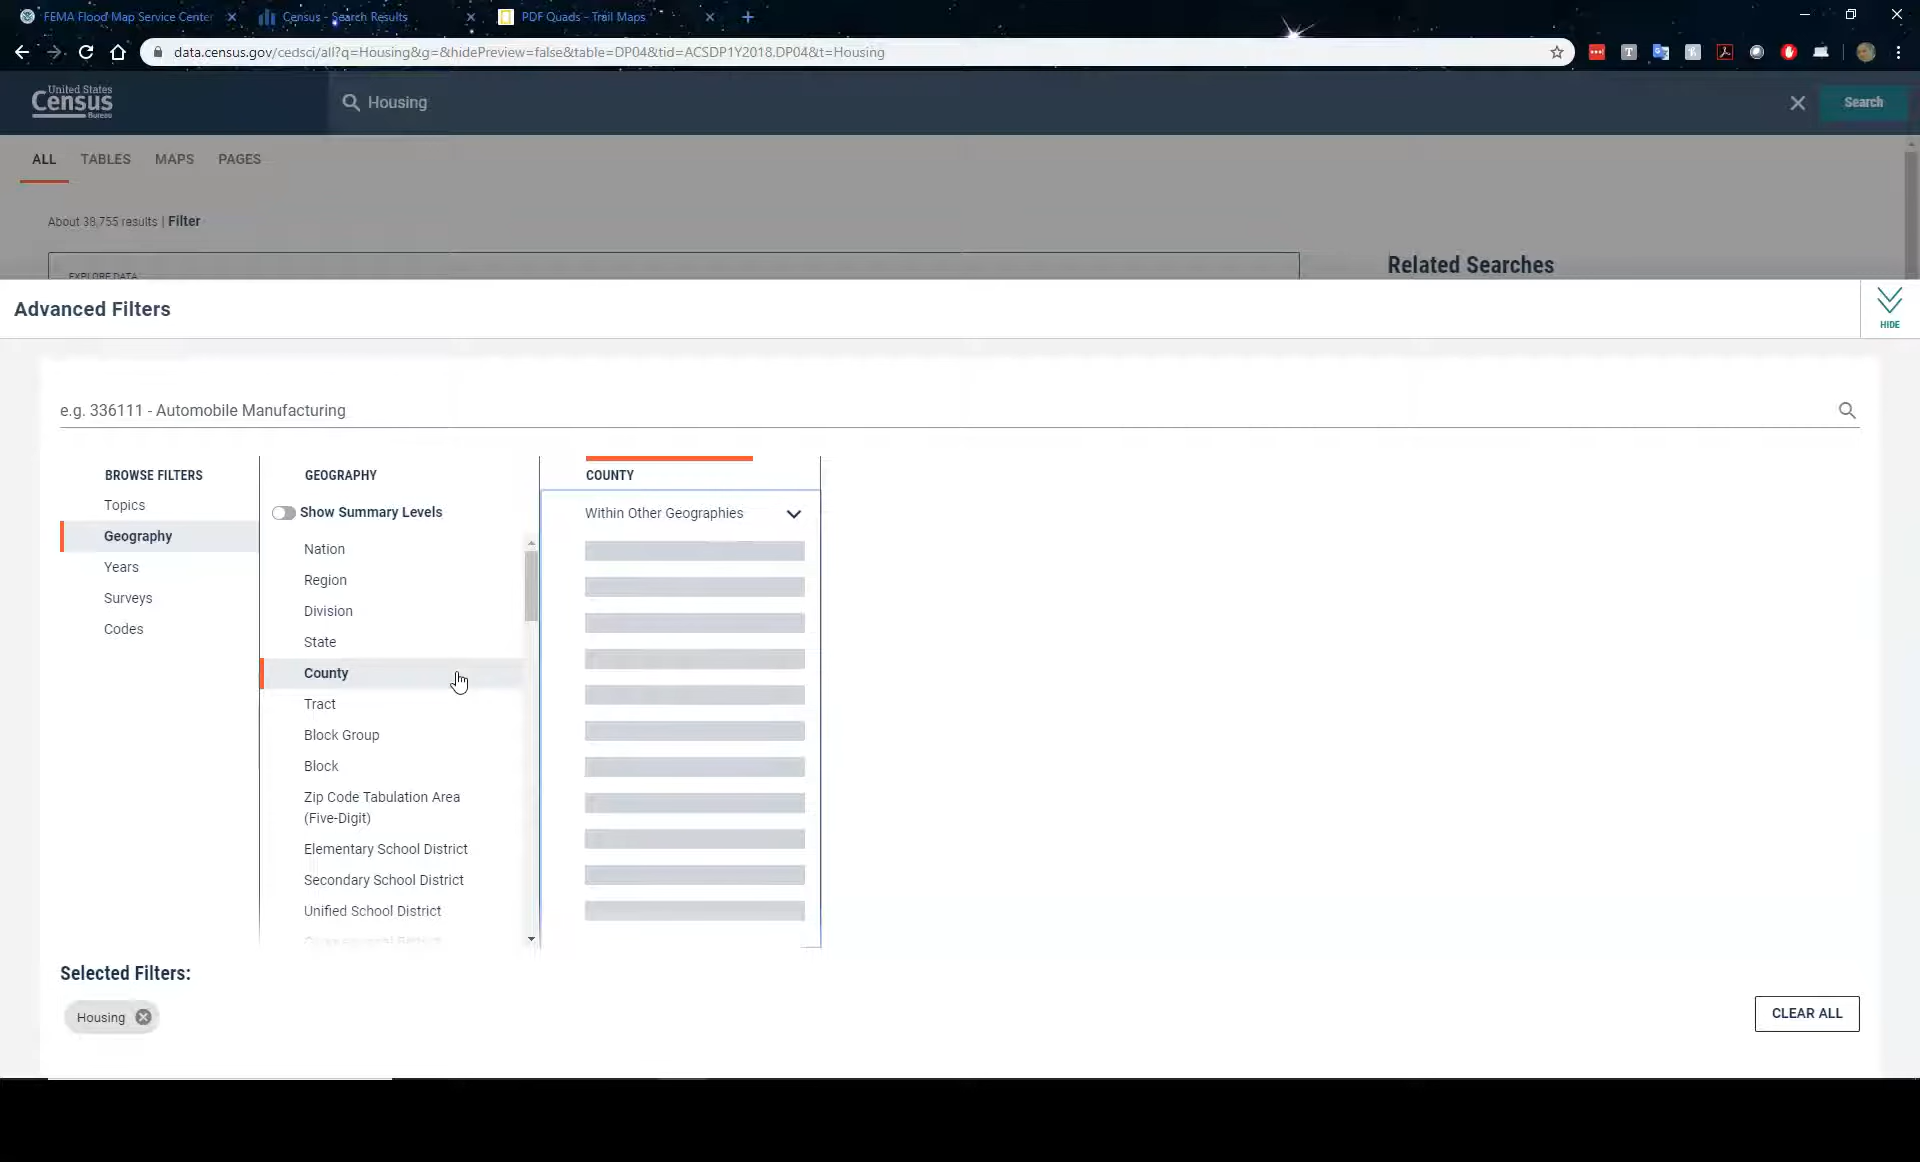 FEMA Flood Map Service Center
Census - Search Results
PDF Quads - Trail Maps
data.census.gov/cedsci/all?q=Housing&g=&hidePreview=false&table=DP04&tid=ACSDP1Y2018.DP04&t=Housing
United States
Census
Bureau
Housing
Search
ALL
TABLES
MAPS
PAGES
About 38,755 results | Filter
EXPLORE DATA
Related Searches
Advanced Filters
HIDE
e.g. 336111 - Automobile Manufacturing
BROWSE FILTERS
Topics
Geography
Years
Surveys
Codes
GEOGRAPHY
Show Summary Levels
Nation
Region
Division
State
County
Tract
Block Group
Block
Zip Code Tabulation Area
(Five-Digit)
Elementary School District
Secondary School District
Unified School District
COUNTY
Within Other Geographies
Selected Filters:
Housing
CLEAR ALL